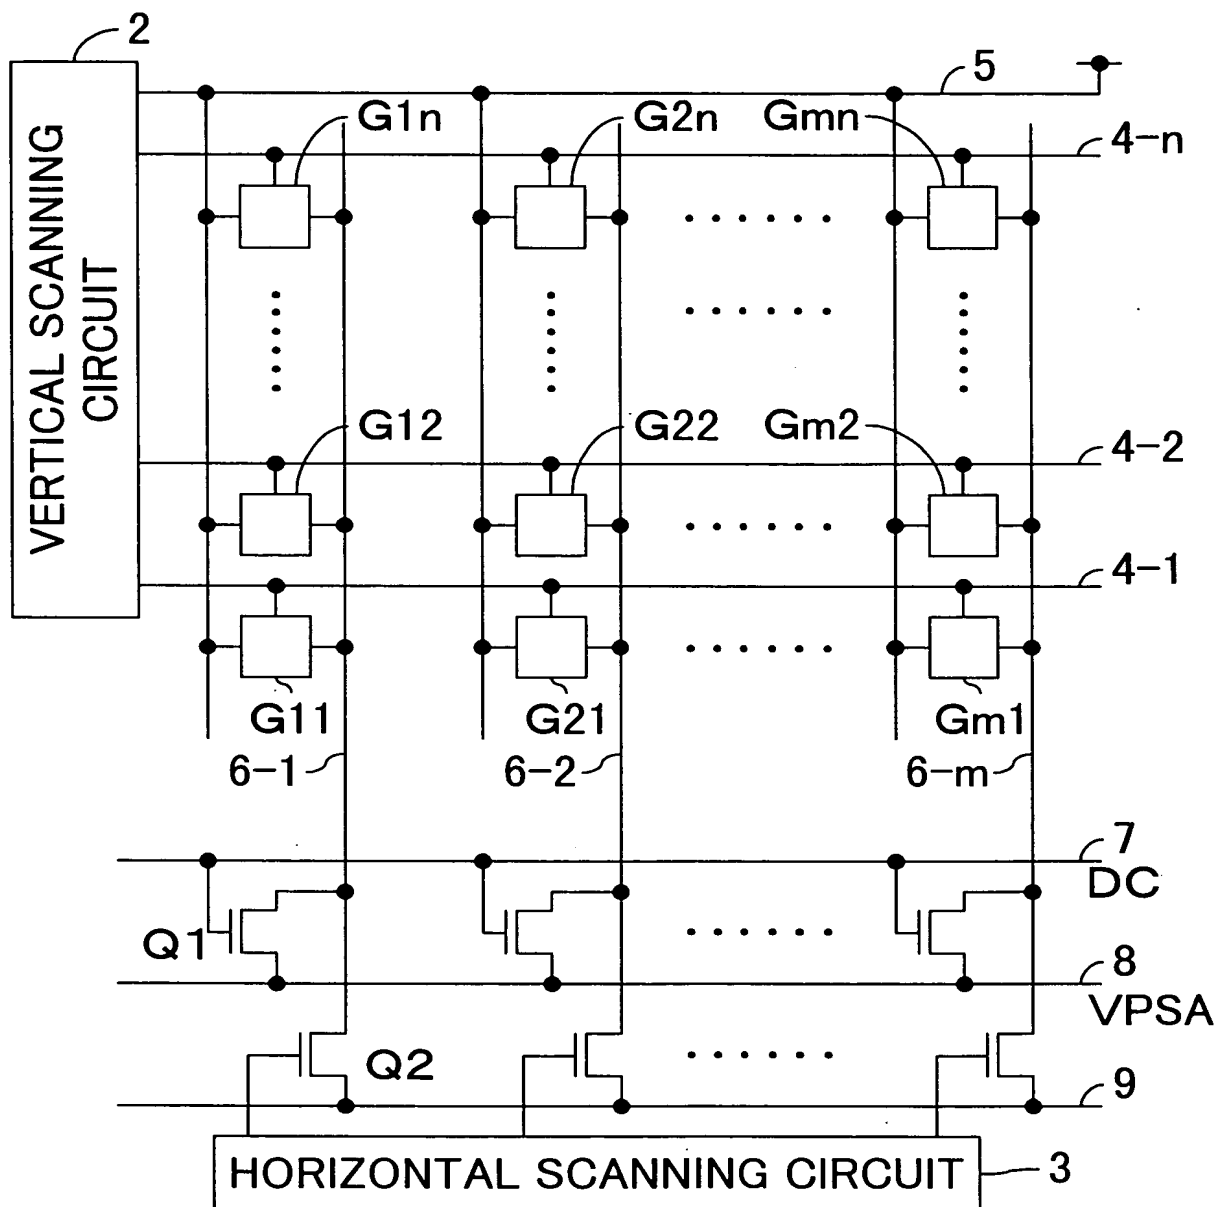 2
5
G1n
G2n
Gmn
4-n
VERTICAL SCANNING
CIRCUIT
G12
G22
Gm2
4-2
4-1
G11
G21
Gm1
6-1
6-2
6-m
7
DC
Q1
8
VPSA
Q2
9
HORIZONTAL SCANNING CIRCUIT
3